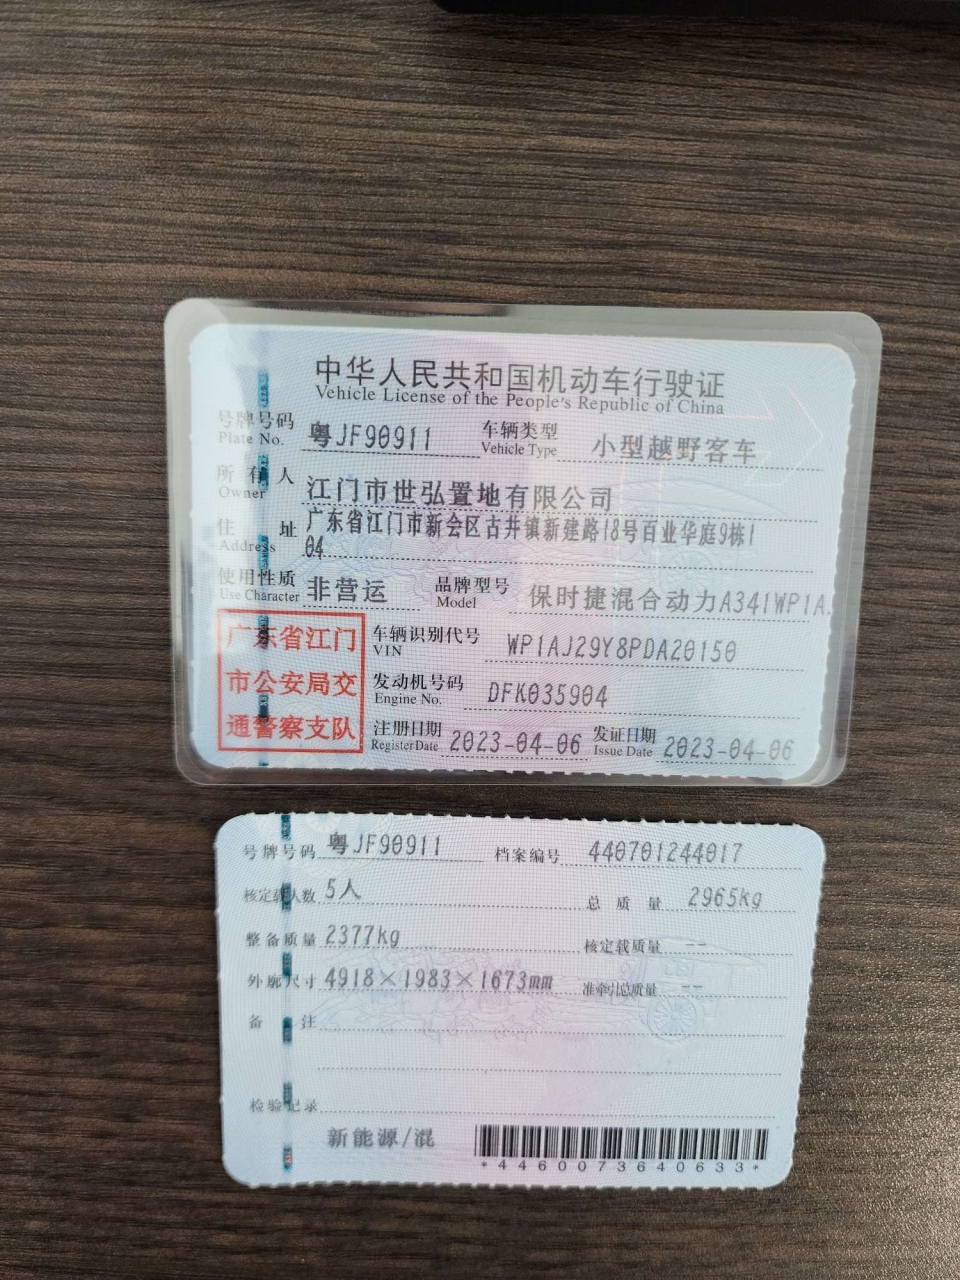 中华人民共和国机动车行驶证
Vehicle License of the People's Republic of China
号牌号码 粤JF90911 车辆类型 小型越野客车
Plate No. Vehicle Type
所有人 江门市世弘置地有限公司
Owner
住址 广东省江门市新会区古井镇新建路18号百业华庭9栋1
Address 04
使用性质 非营运 品牌型号 保时捷混合动力A341WP1A
Use Character Model
广东省江门
市公安局交
通警察支队
车辆识别代号 WP1AJ29Y8PDA20150
VIN
发动机号码 DFK035904
Engine No.
注册日期 2023-04-06 发证日期 2023-04-06
Register Date Issue Date
号牌号码 粤JF90911 档案编号 440701244017
核定载人数 5人 总质量 2965kg
整备质量 2377kg 核定载质量 --
外廓尺寸 4918×1983×1673mm 准牵引总质量 --
备注
检验记录
新能源/混
*4460073640633*